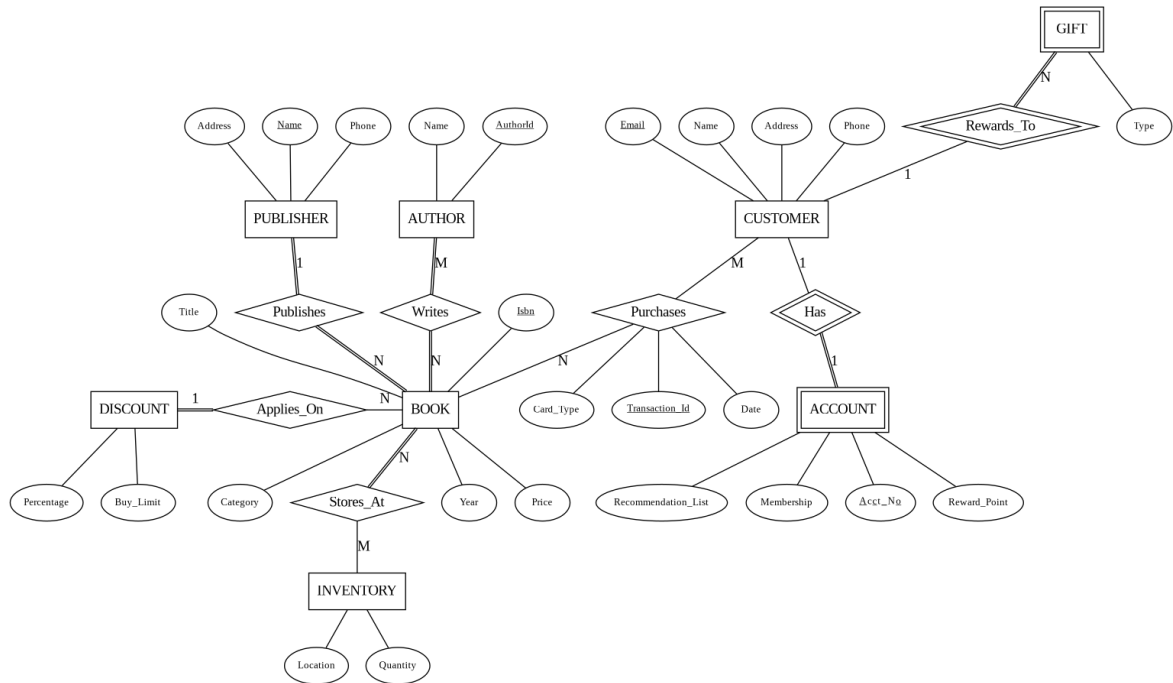 GIFT
N
Address
Name
Phone
Name
AuthorId
Email
Name
Address
Phone
Rewards_To
Type
1
PUBLISHER
AUTHOR
CUSTOMER
1
M
M
1
Title
Publishes
Writes
Isbn
Purchases
Has
N
N
N
1
DISCOUNT
1
Applies_On
N
BOOK
Card_Type
Transaction_Id
Date
ACCOUNT
N
Percentage
Buy_Limit
Category
Stores_At
Year
Price
Recommendation_List
Membership
Acct_No
Reward_Point
M
INVENTORY
Location
Quantity